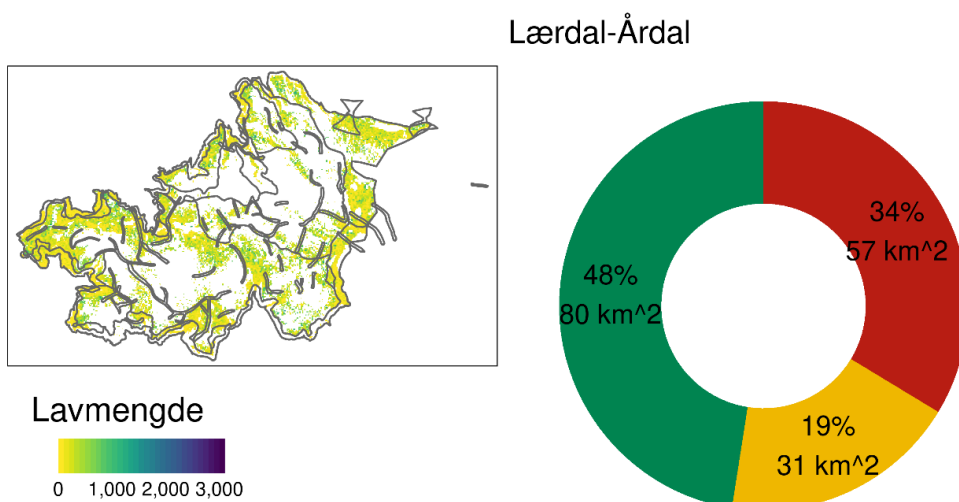 Lærdal-Årdal
34%
57 km^2
48%
80 km^2
19%
31 km^2
Lavmengde
0 1,000 2,000 3,000